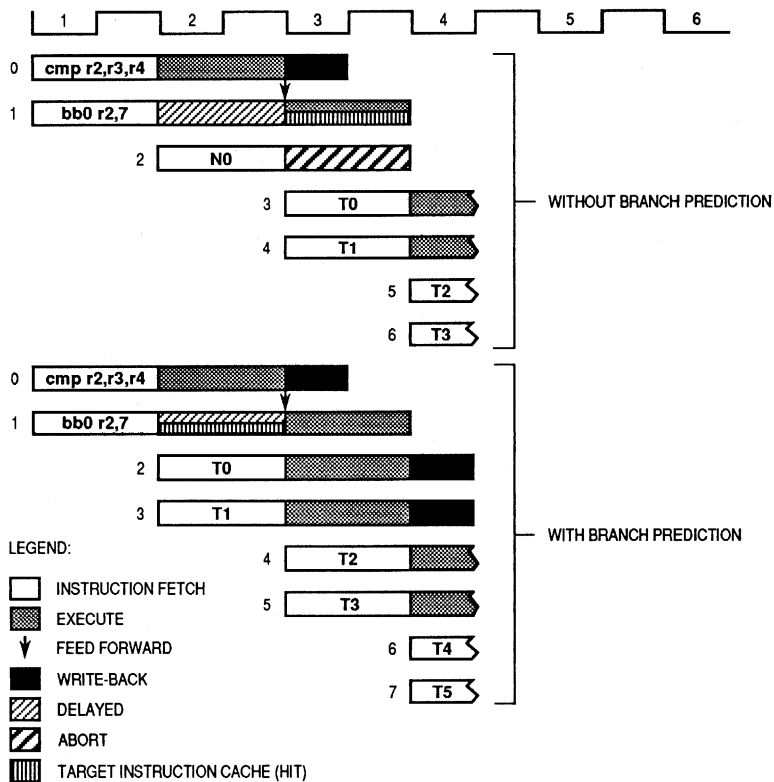 1 2 3 4 5 6
0 cmp r2,r3,r4
1 bb0 r2,7
2 N0
WITHOUT BRANCH PREDICTION
3 T0
4 T1
5 T2
6 T3
0 cmp r2,r3,r4
1 bb0 r2,7
2 T0
3 T1
WITH BRANCH PREDICTION
4 T2
5 T3
6 T4
7 T5
LEGEND:
INSTRUCTION FETCH
EXECUTE
FEED FORWARD
WRITE-BACK
DELAYED
ABORT
TARGET INSTRUCTION CACHE (HIT)